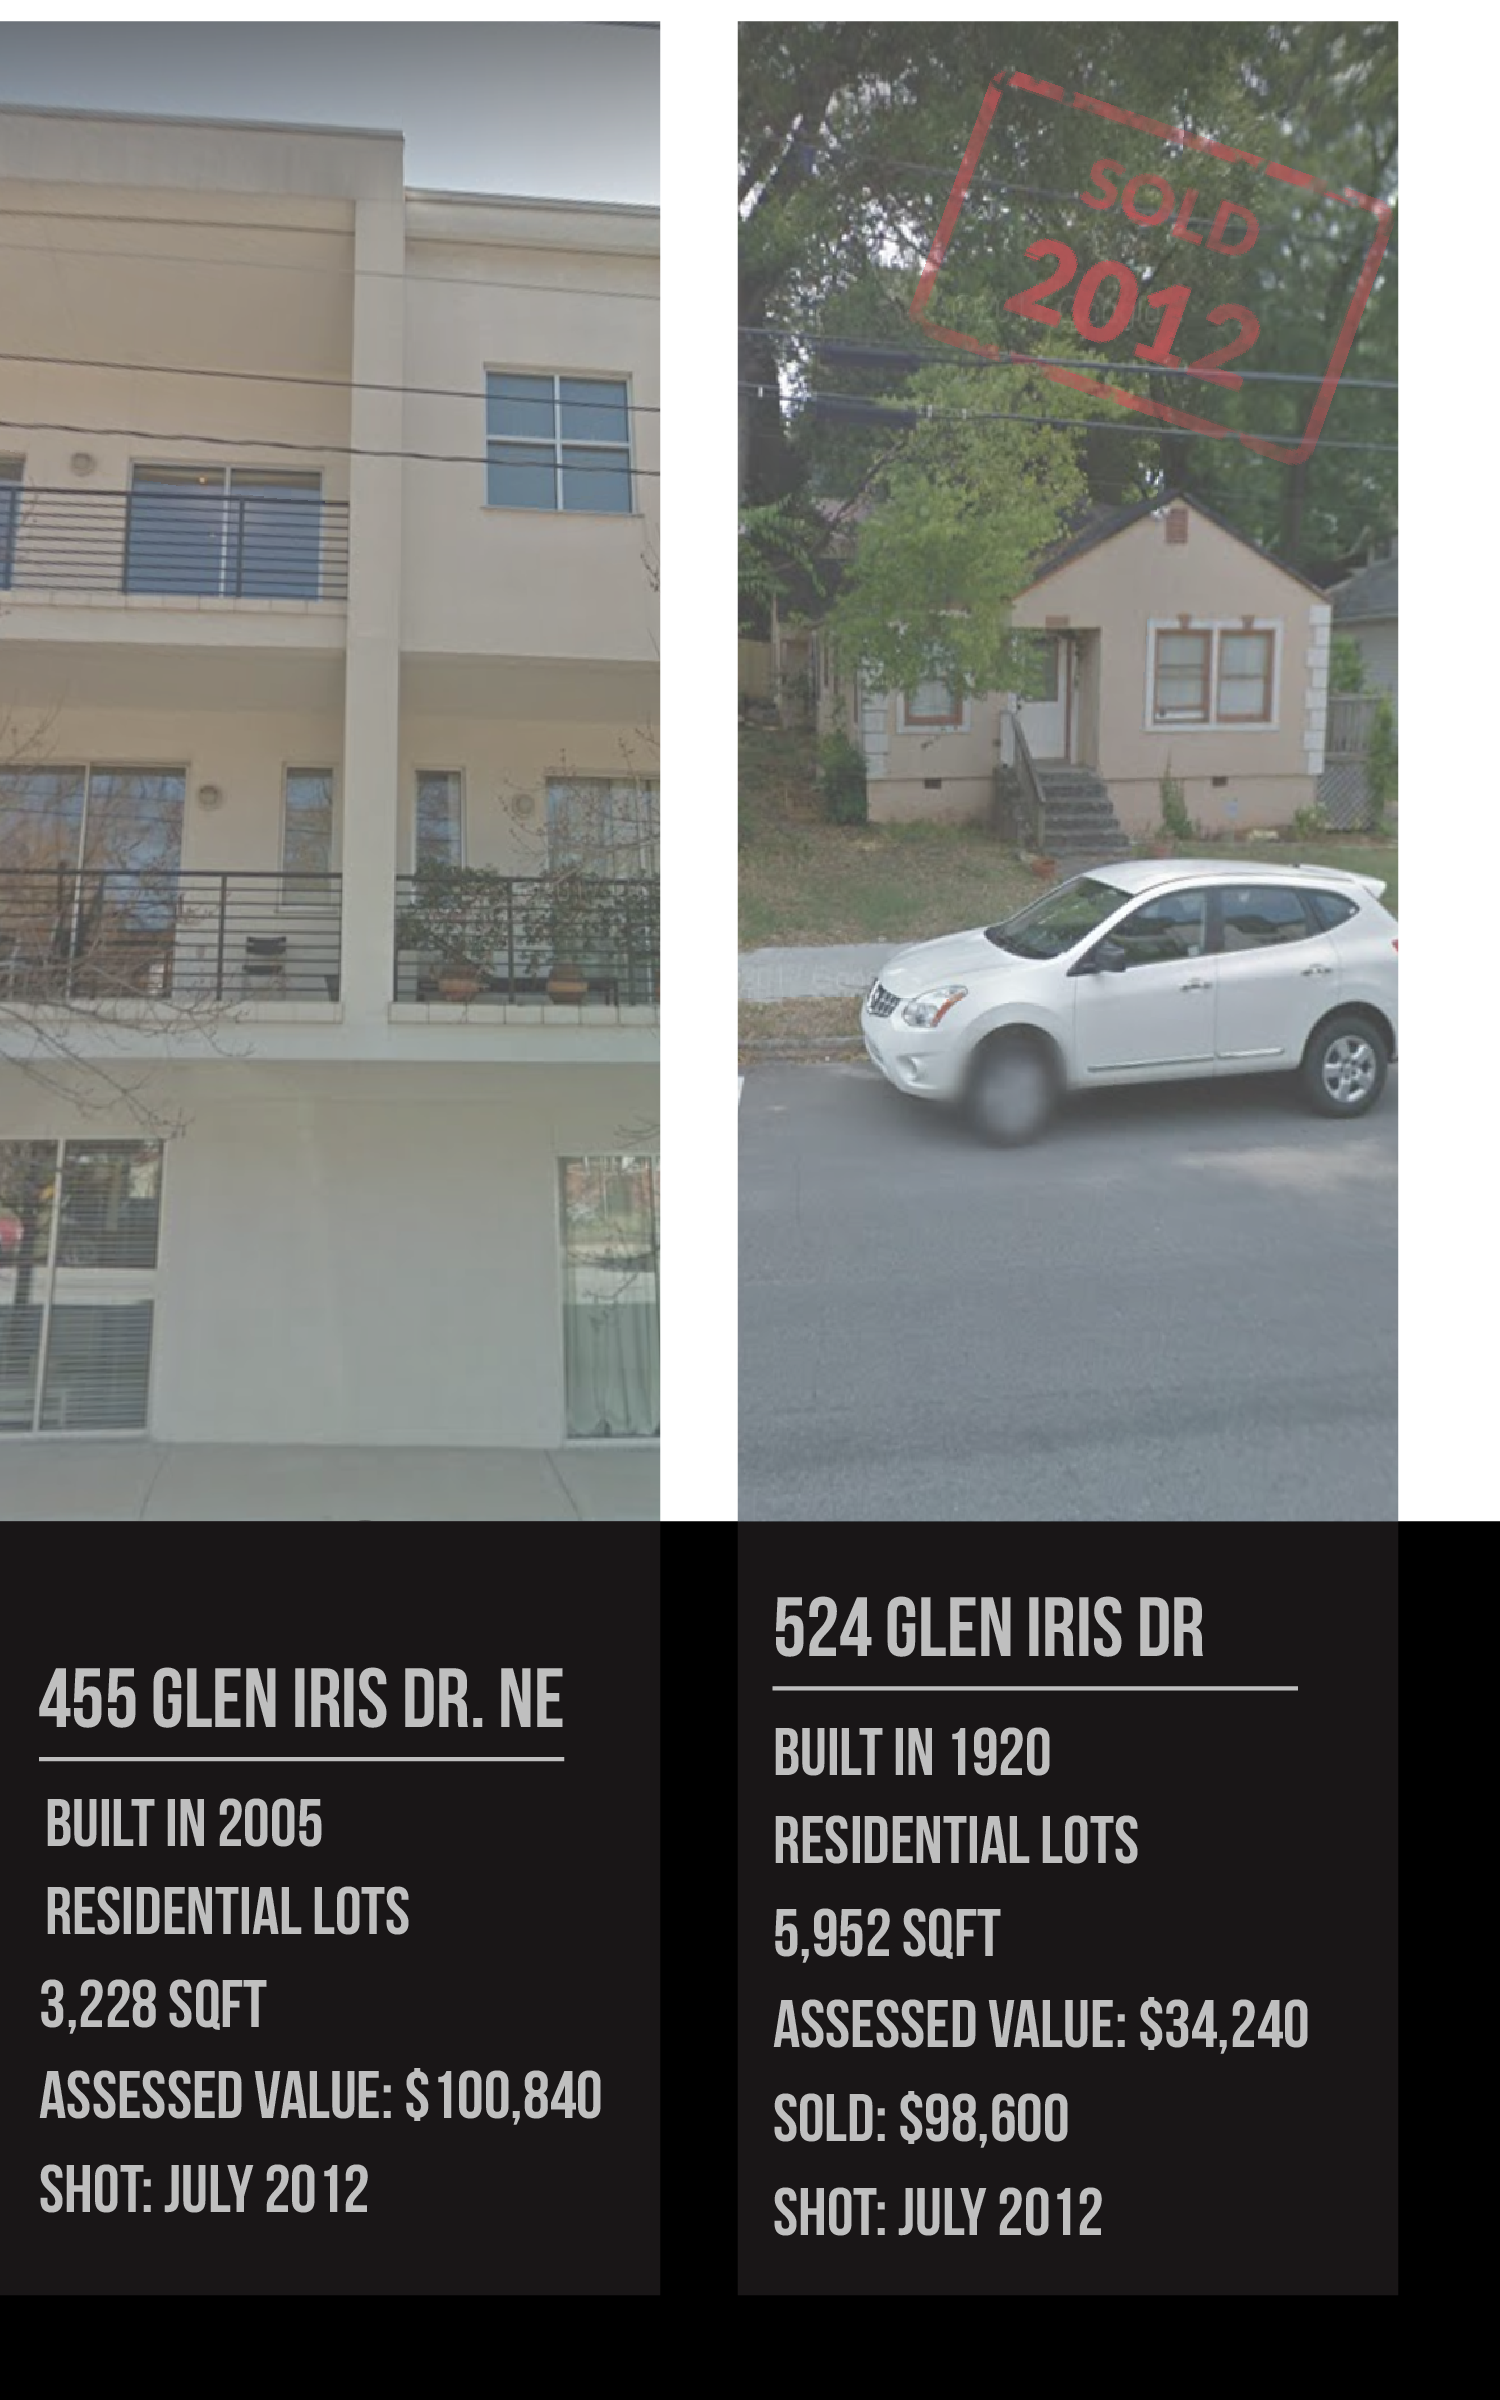 SOLD
2012
455 GLEN IRIS DR. NE
BUILT IN 2005
RESIDENTIAL LOTS
3,228 SQFT
ASSESSED VALUE: $100,840
SHOT: JULY 2012
524 GLEN IRIS DR
BUILT IN 1920
RESIDENTIAL LOTS
5,952 SQFT
ASSESSED VALUE: $34,240
SOLD: $98,600
SHOT: JULY 2012